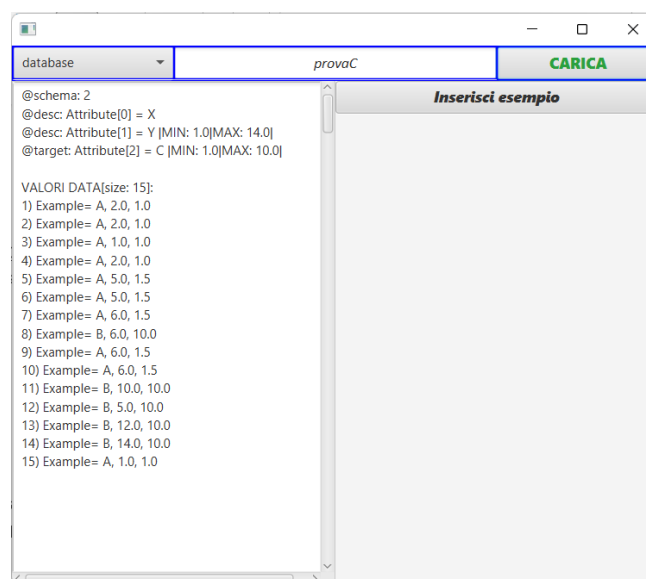 database
provaC
CARICA
@schema: 2
@desc: Attribute[0] = X
@desc: Attribute[1] = Y |MIN: 1.0|MAX: 14.0|
@target: Attribute[2] = C |MIN: 1.0|MAX: 10.0|
VALORI DATA[size: 15]:
1) Example= A, 2.0, 1.0
2) Example= A, 2.0, 1.0
3) Example= A, 1.0, 1.0
4) Example= A, 2.0, 1.0
5) Example= A, 5.0, 1.5
6) Example= A, 5.0, 1.5
7) Example= A, 6.0, 1.5
8) Example= B, 6.0, 10.0
9) Example= A, 6.0, 1.5
10) Example= A, 6.0, 1.5
11) Example= B, 10.0, 10.0
12) Example= B, 5.0, 10.0
13) Example= B, 12.0, 10.0
14) Example= B, 14.0, 10.0
15) Example= A, 1.0, 1.0
Inserisci esempio